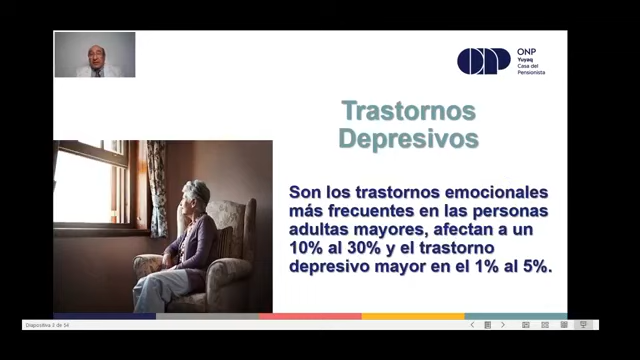 ONP
Yuyaq
Casa del
Pensionista
Trastornos
Depresivos
Son los trastornos emocionales
más frecuentes en las personas
adultas mayores, afectan a un
10% al 30% y el trastorno
depresivo mayor en el 1% al 5%.
Diapositiva 3 de 54